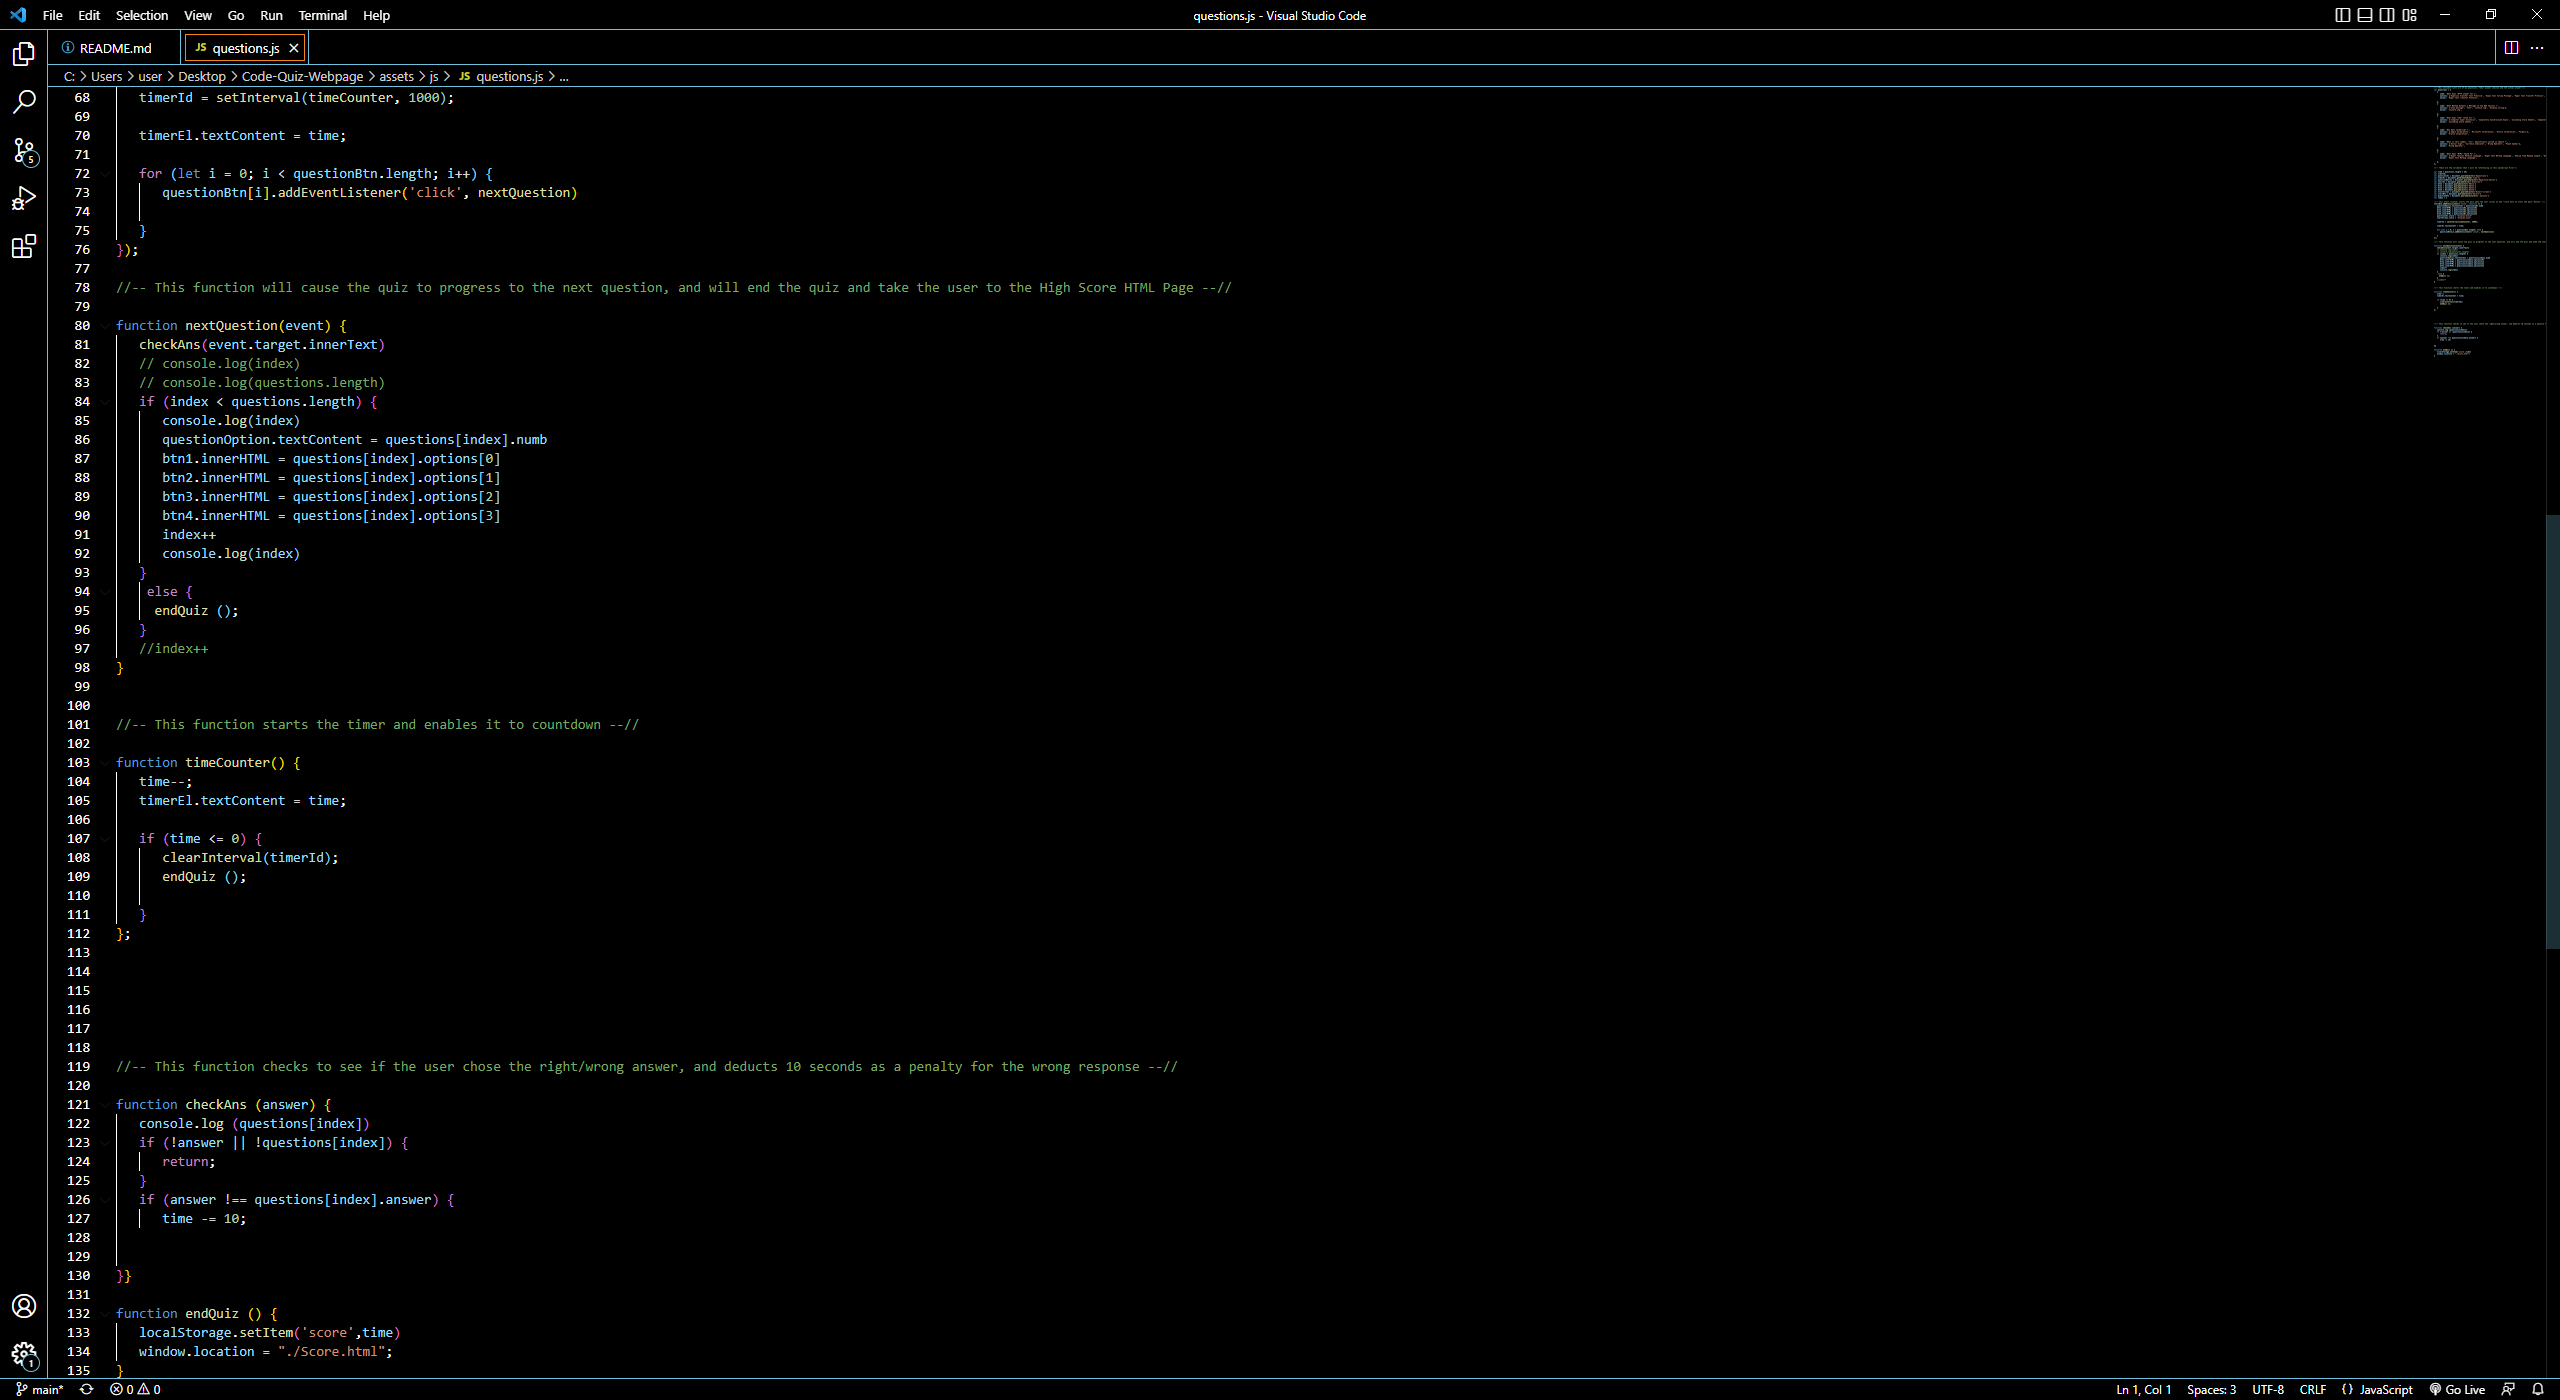 File Edit Selection View Go Run Terminal Help
questions.js - Visual Studio Code
README.md
JS questions.js
C: > Users > user > Desktop > Code-Quiz-Webpage > assets > js > JS questions.js > ...
68 timerId = setInterval(timeCounter, 1000);
69
70 timerEl.textContent = time;
71
72 for (let i = 0; i < questionBtn.length; i++) {
73 questionBtn[i].addEventListener('click', nextQuestion)
74
75 }
76 });
77
78 //-- This function will cause the quiz to progress to the next question, and will end the quiz and take the user to the High Score HTML Page --//
79
80 function nextQuestion(event) {
81 checkAns(event.target.innerText)
82 // console.log(index)
83 // console.log(questions.length)
84 if (index < questions.length) {
85 console.log(index)
86 questionOption.textContent = questions[index].numb
87 btn1.innerHTML = questions[index].options[0]
88 btn2.innerHTML = questions[index].options[1]
89 btn3.innerHTML = questions[index].options[2]
90 btn4.innerHTML = questions[index].options[3]
91 index++
92 console.log(index)
93 }
94 else {
95 endQuiz ();
96 }
97 //index++
98 }
99
100
101 //-- This function starts the timer and enables it to countdown --//
102
103 function timeCounter() {
104 time--;
105 timerEl.textContent = time;
106
107 if (time <= 0) {
108 clearInterval(timerId);
109 endQuiz ();
110
111 }
112 };
113
114
115
116
117
118
119 //-- This function checks to see if the user chose the right/wrong answer, and deducts 10 seconds as a penalty for the wrong response --//
120
121 function checkAns (answer) {
122 console.log (questions[index])
123 if (!answer || !questions[index]) {
124 return;
125 }
126 if (answer !== questions[index].answer) {
127 time -= 10;
128
129
130 }}
131
132 function endQuiz () {
133 localStorage.setItem('score',time)
134 window.location = "./Score.html";
135 }
5
1
main* 0 0
Ln 1, Col 1 Spaces: 3 UTF-8 CRLF {} JavaScript Go Live